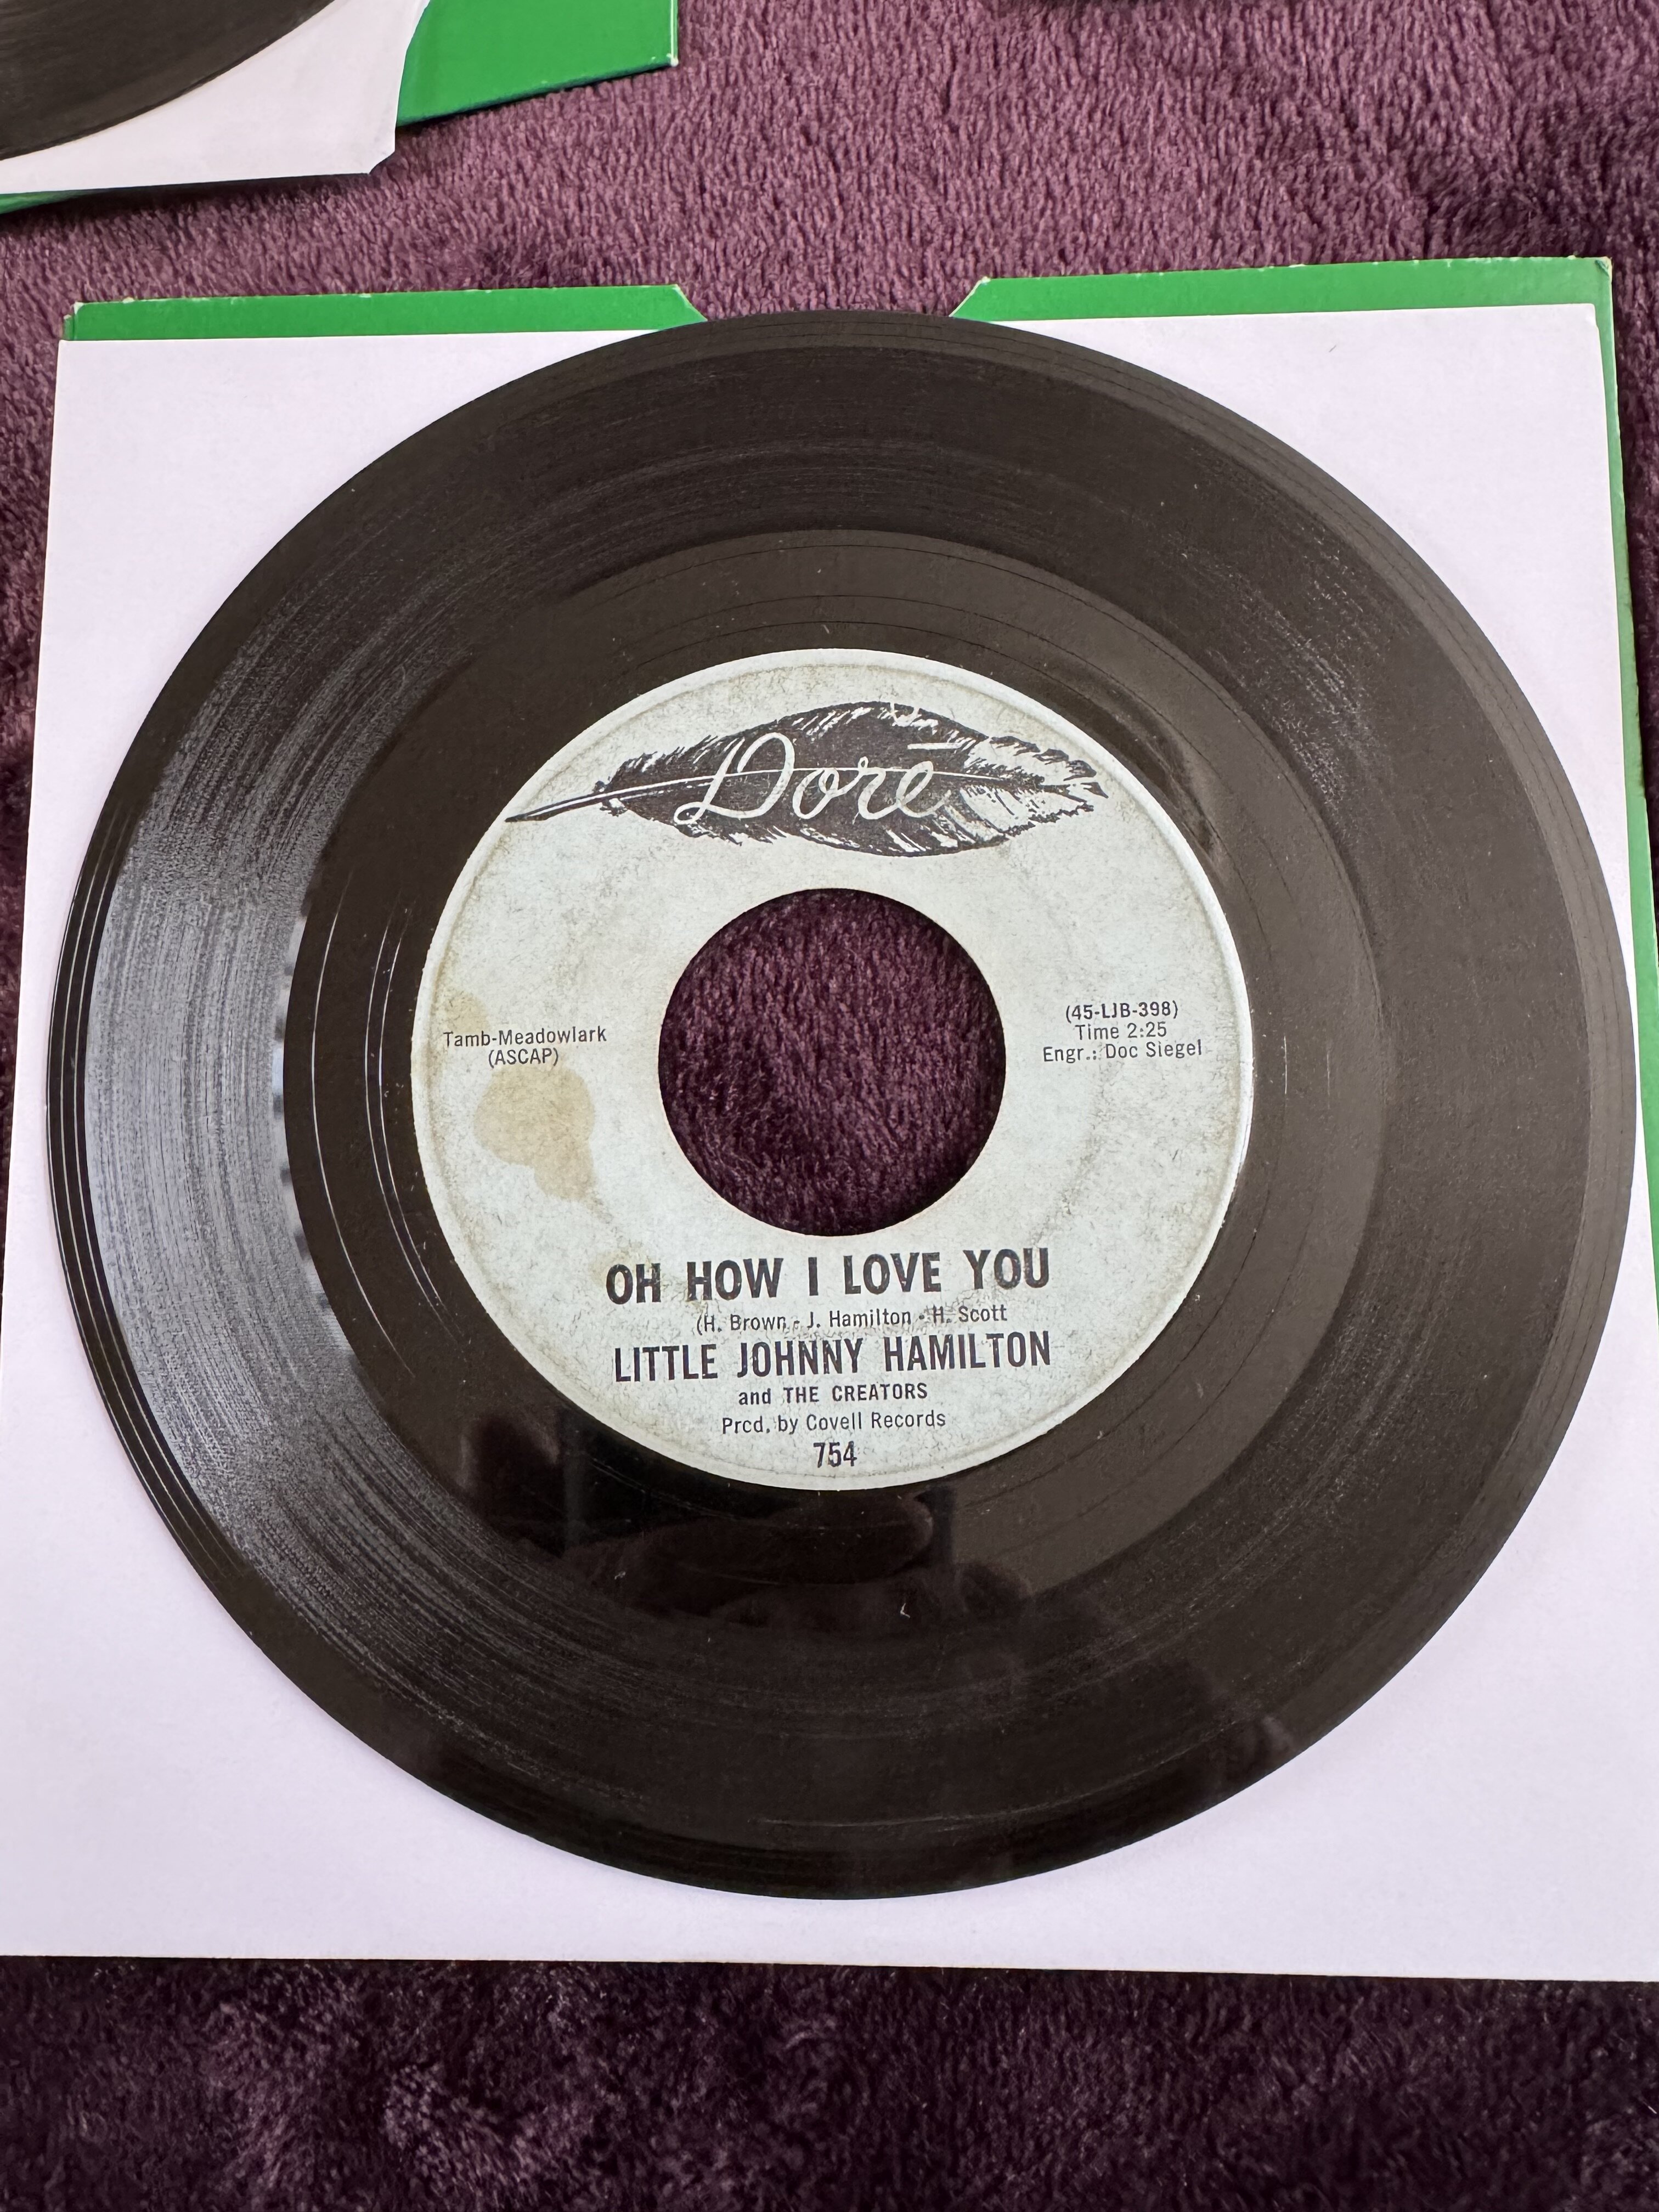 Doré
Tamb-Meadowlark
(ASCAP)
(45-LJB-398)
Time 2:25
Engr.: Doc Siegel
OH HOW I LOVE YOU
(H. Brown - J. Hamilton - H. Scott
LITTLE JOHNNY HAMILTON
and THE CREATORS
Prcd. by Covell Records
754